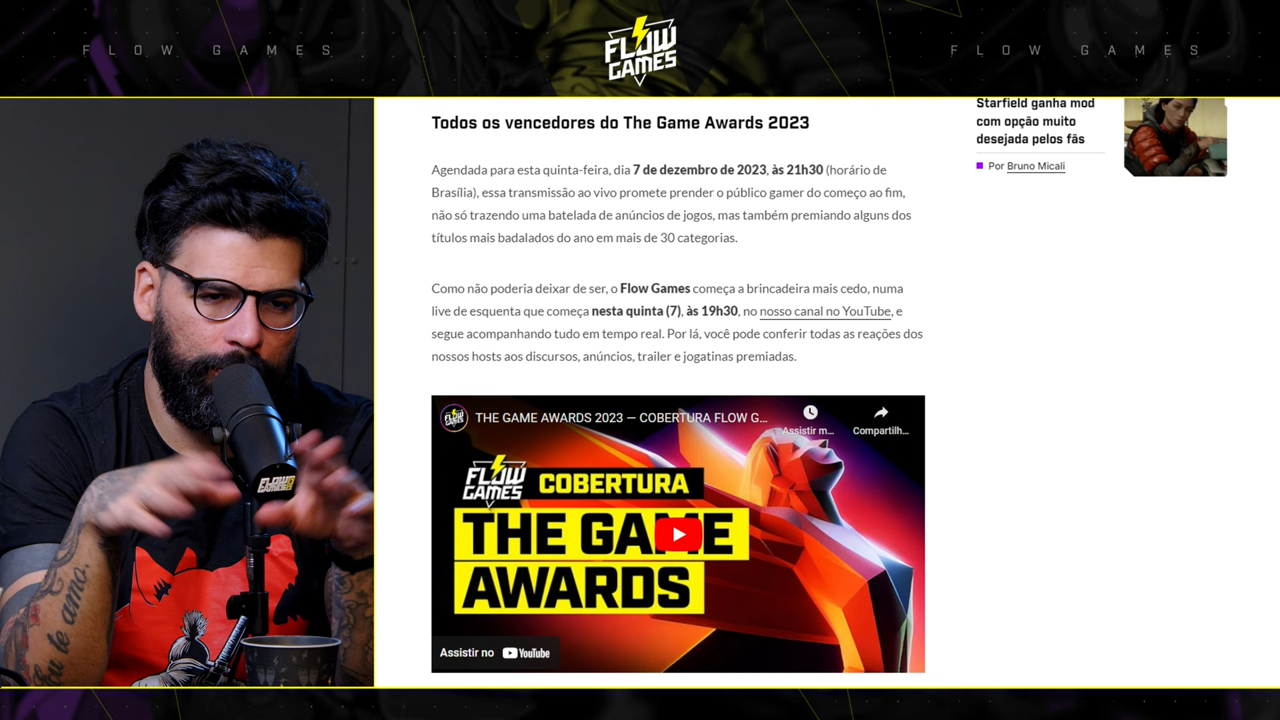 FLOW GAMES
FLOW
GAMES
FLOW GAMES
Todos os vencedores do The Game Awards 2023
Agendada para esta quinta-feira, dia 7 de dezembro de 2023, às 21h30 (horário de
Brasília), essa transmissão ao vivo promete prender o público gamer do começo ao fim,
não só trazendo uma batelada de anúncios de jogos, mas também premiando alguns dos
títulos mais badalados do ano em mais de 30 categorias.
Como não poderia deixar de ser, o Flow Games começa a brincadeira mais cedo, numa
live de esquenta que começa nesta quinta (7), às 19h30, no nosso canal no YouTube, e
segue acompanhando tudo em tempo real. Por lá, você pode conferir todas as reações dos
nossos hosts aos discursos, anúncios, trailer e jogatinas premiadas.
THE GAME AWARDS 2023 — COBERTURA FLOW G...
Assistir m...
Compartilh...
FLOW
GAMES
COBERTURA
THE GAME
AWARDS
Assistir no YouTube
Starfield ganha mod
com opção muito
desejada pelos fãs
Por Bruno Micali
FLOW
GAMES
te amo.